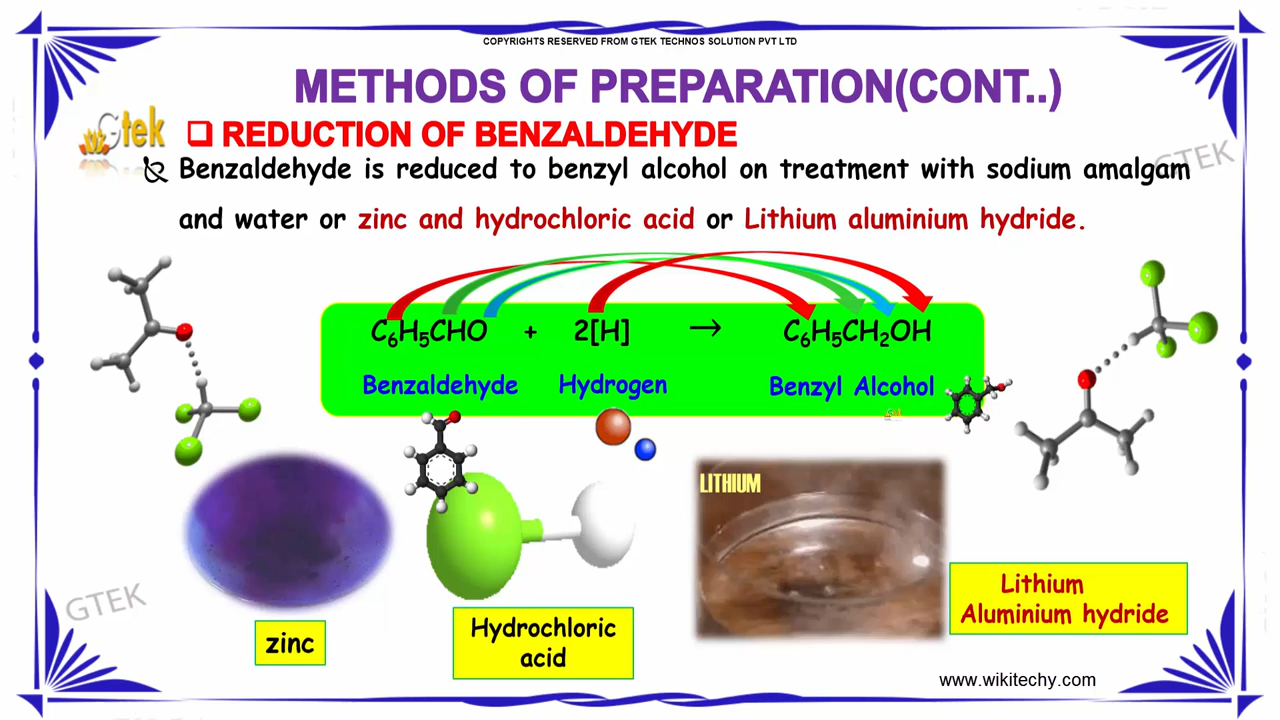 COPYRIGHTS RESERVED FROM GTEK TECHNOS SOLUTION PVT LTD
METHODS OF PREPARATION(CONT..)
Gtek
❑ REDUCTION OF BENZALDEHYDE
GTEK
Benzaldehyde is reduced to benzyl alcohol on treatment with sodium amalgam
and water or zinc and hydrochloric acid or Lithium aluminium hydride.
C₆H₅CHO + 2[H] → C₆H₅CH₂OH
Benzaldehyde Hydrogen Benzyl Alcohol
LITHIUM
GTEK
zinc
Hydrochloric
acid
Lithium
Aluminium hydride
www.wikitechy.com